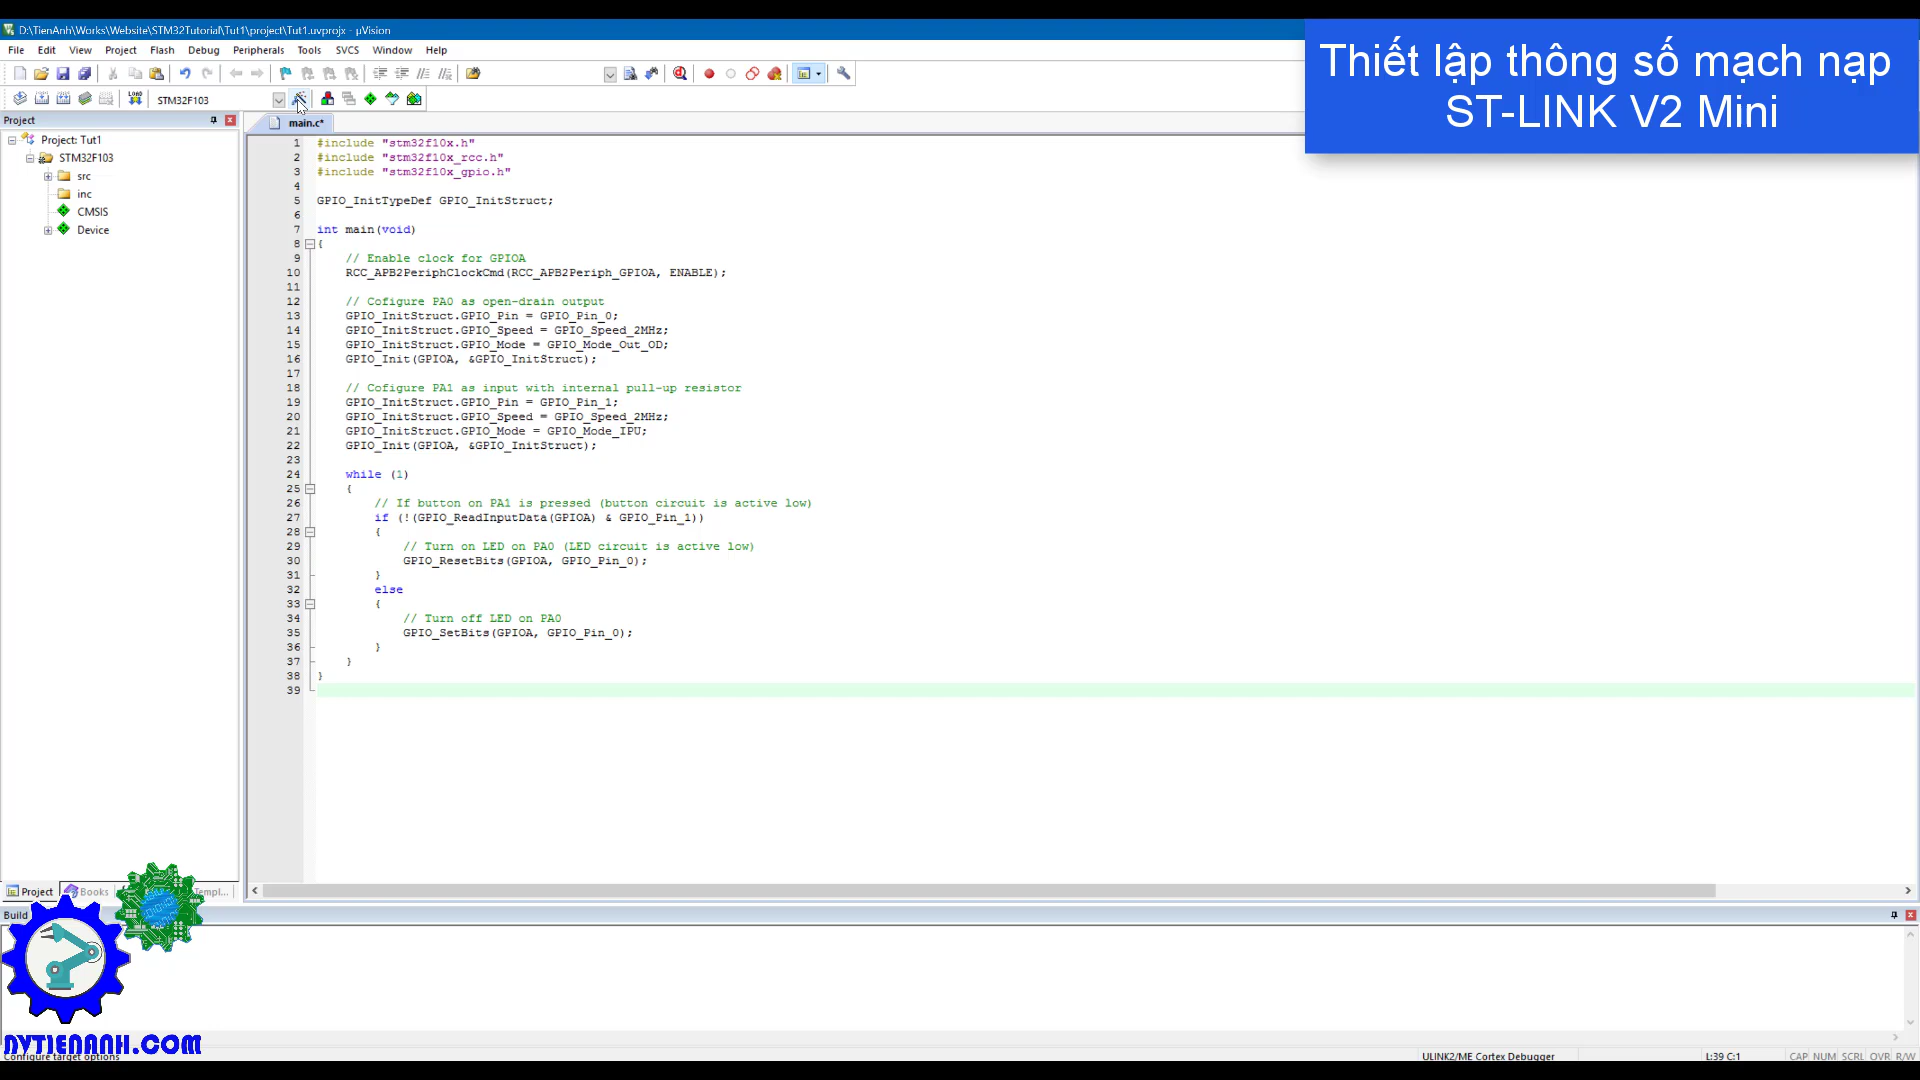 D:\TienAnh\Works\Website\STM32Tutorial\Tut1\project\Tut1.uvprojx - µVision
File Edit View Project Flash Debug Peripherals Tools SVCS Window Help
Thiết lập thông số mạch nạp
ST-LINK V2 Mini
LOAD
STM32F103
Project
main.c*
Project: Tut1
STM32F103
src
inc
CMSIS
Device
1 #include "stm32f10x.h"
2 #include "stm32f10x_rcc.h"
3 #include "stm32f10x_gpio.h"
4
5 GPIO_InitTypeDef GPIO_InitStruct;
6
7 int main(void)
8 {
9 // Enable clock for GPIOA
10 RCC_APB2PeriphClockCmd(RCC_APB2Periph_GPIOA, ENABLE);
11
12 // Cofigure PA0 as open-drain output
13 GPIO_InitStruct.GPIO_Pin = GPIO_Pin_0;
14 GPIO_InitStruct.GPIO_Speed = GPIO_Speed_2MHz;
15 GPIO_InitStruct.GPIO_Mode = GPIO_Mode_Out_OD;
16 GPIO_Init(GPIOA, &GPIO_InitStruct);
17
18 // Cofigure PA1 as input with internal pull-up resistor
19 GPIO_InitStruct.GPIO_Pin = GPIO_Pin_1;
20 GPIO_InitStruct.GPIO_Speed = GPIO_Speed_2MHz;
21 GPIO_InitStruct.GPIO_Mode = GPIO_Mode_IPU;
22 GPIO_Init(GPIOA, &GPIO_InitStruct);
23
24 while (1)
25 {
26 // If button on PA1 is pressed (button circuit is active low)
27 if (!(GPIO_ReadInputData(GPIOA) & GPIO_Pin_1))
28 {
29 // Turn on LED on PA0 (LED circuit is active low)
30 GPIO_ResetBits(GPIOA, GPIO_Pin_0);
31 }
32 else
33 {
34 // Turn off LED on PA0
35 GPIO_SetBits(GPIOA, GPIO_Pin_0);
36 }
37 }
38 }
39
Project Books Templ...
Build
NYTIENANH.COM
Configure target options
ULINK2/ME Cortex Debugger L:39 C:1 CAP NUM SCRL OVR R/W